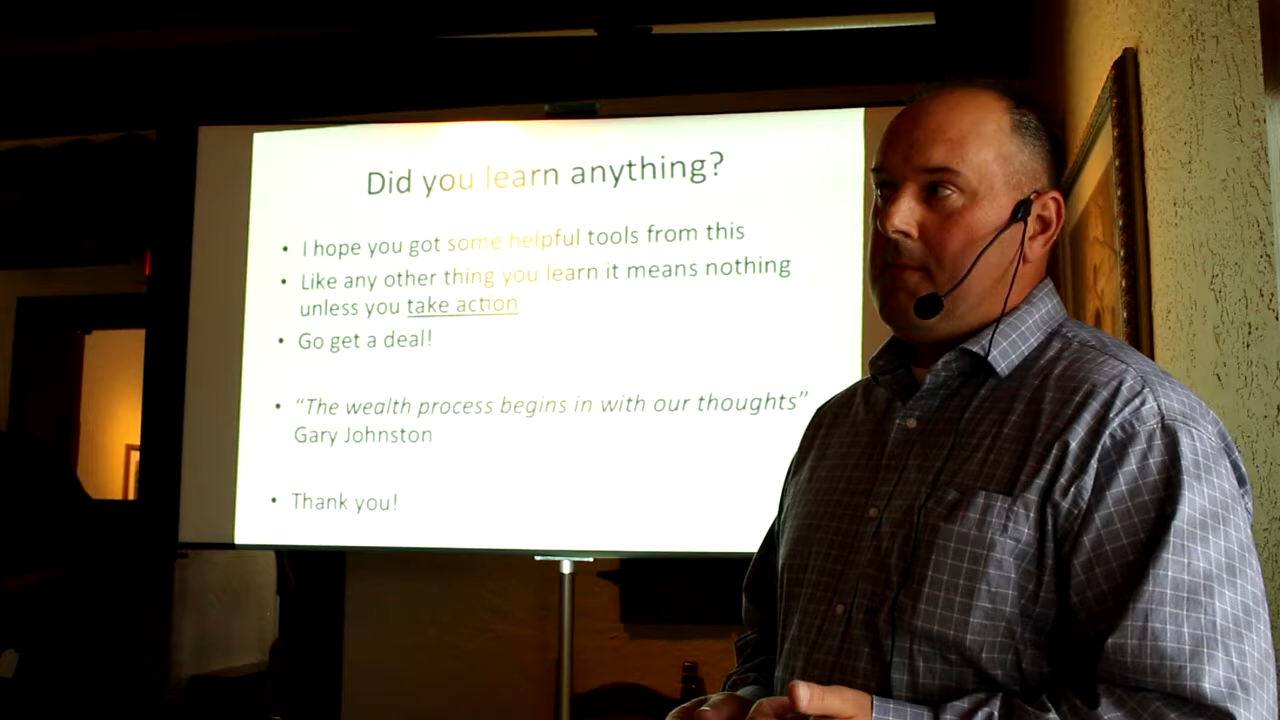 Did you learn anything?
• I hope you got some helpful tools from this
• Like any other thing you learn it means nothing
unless you take action
• Go get a deal!
• “The wealth process begins in with our thoughts”
Gary Johnston
• Thank you!